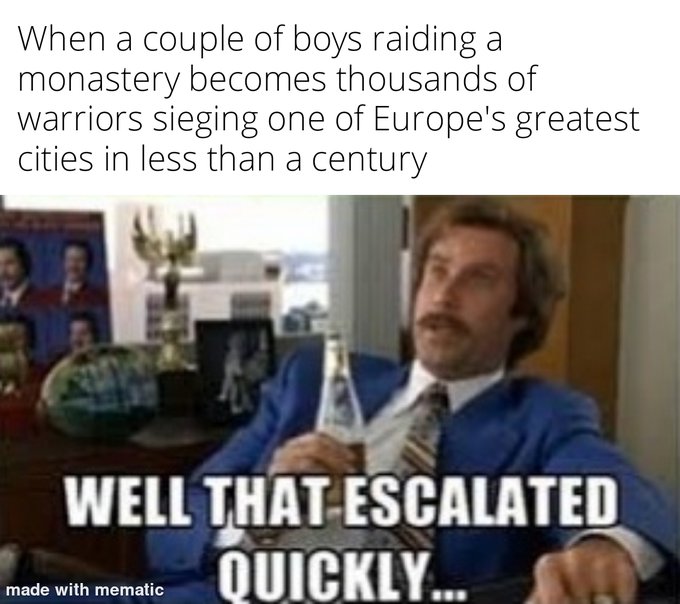 When a couple of boys raiding a
monastery becomes thousands of
warriors sieging one of Europe's greatest
cities in less than a century
WELL THAT ESCALATED
QUICKLY...
made with mematic